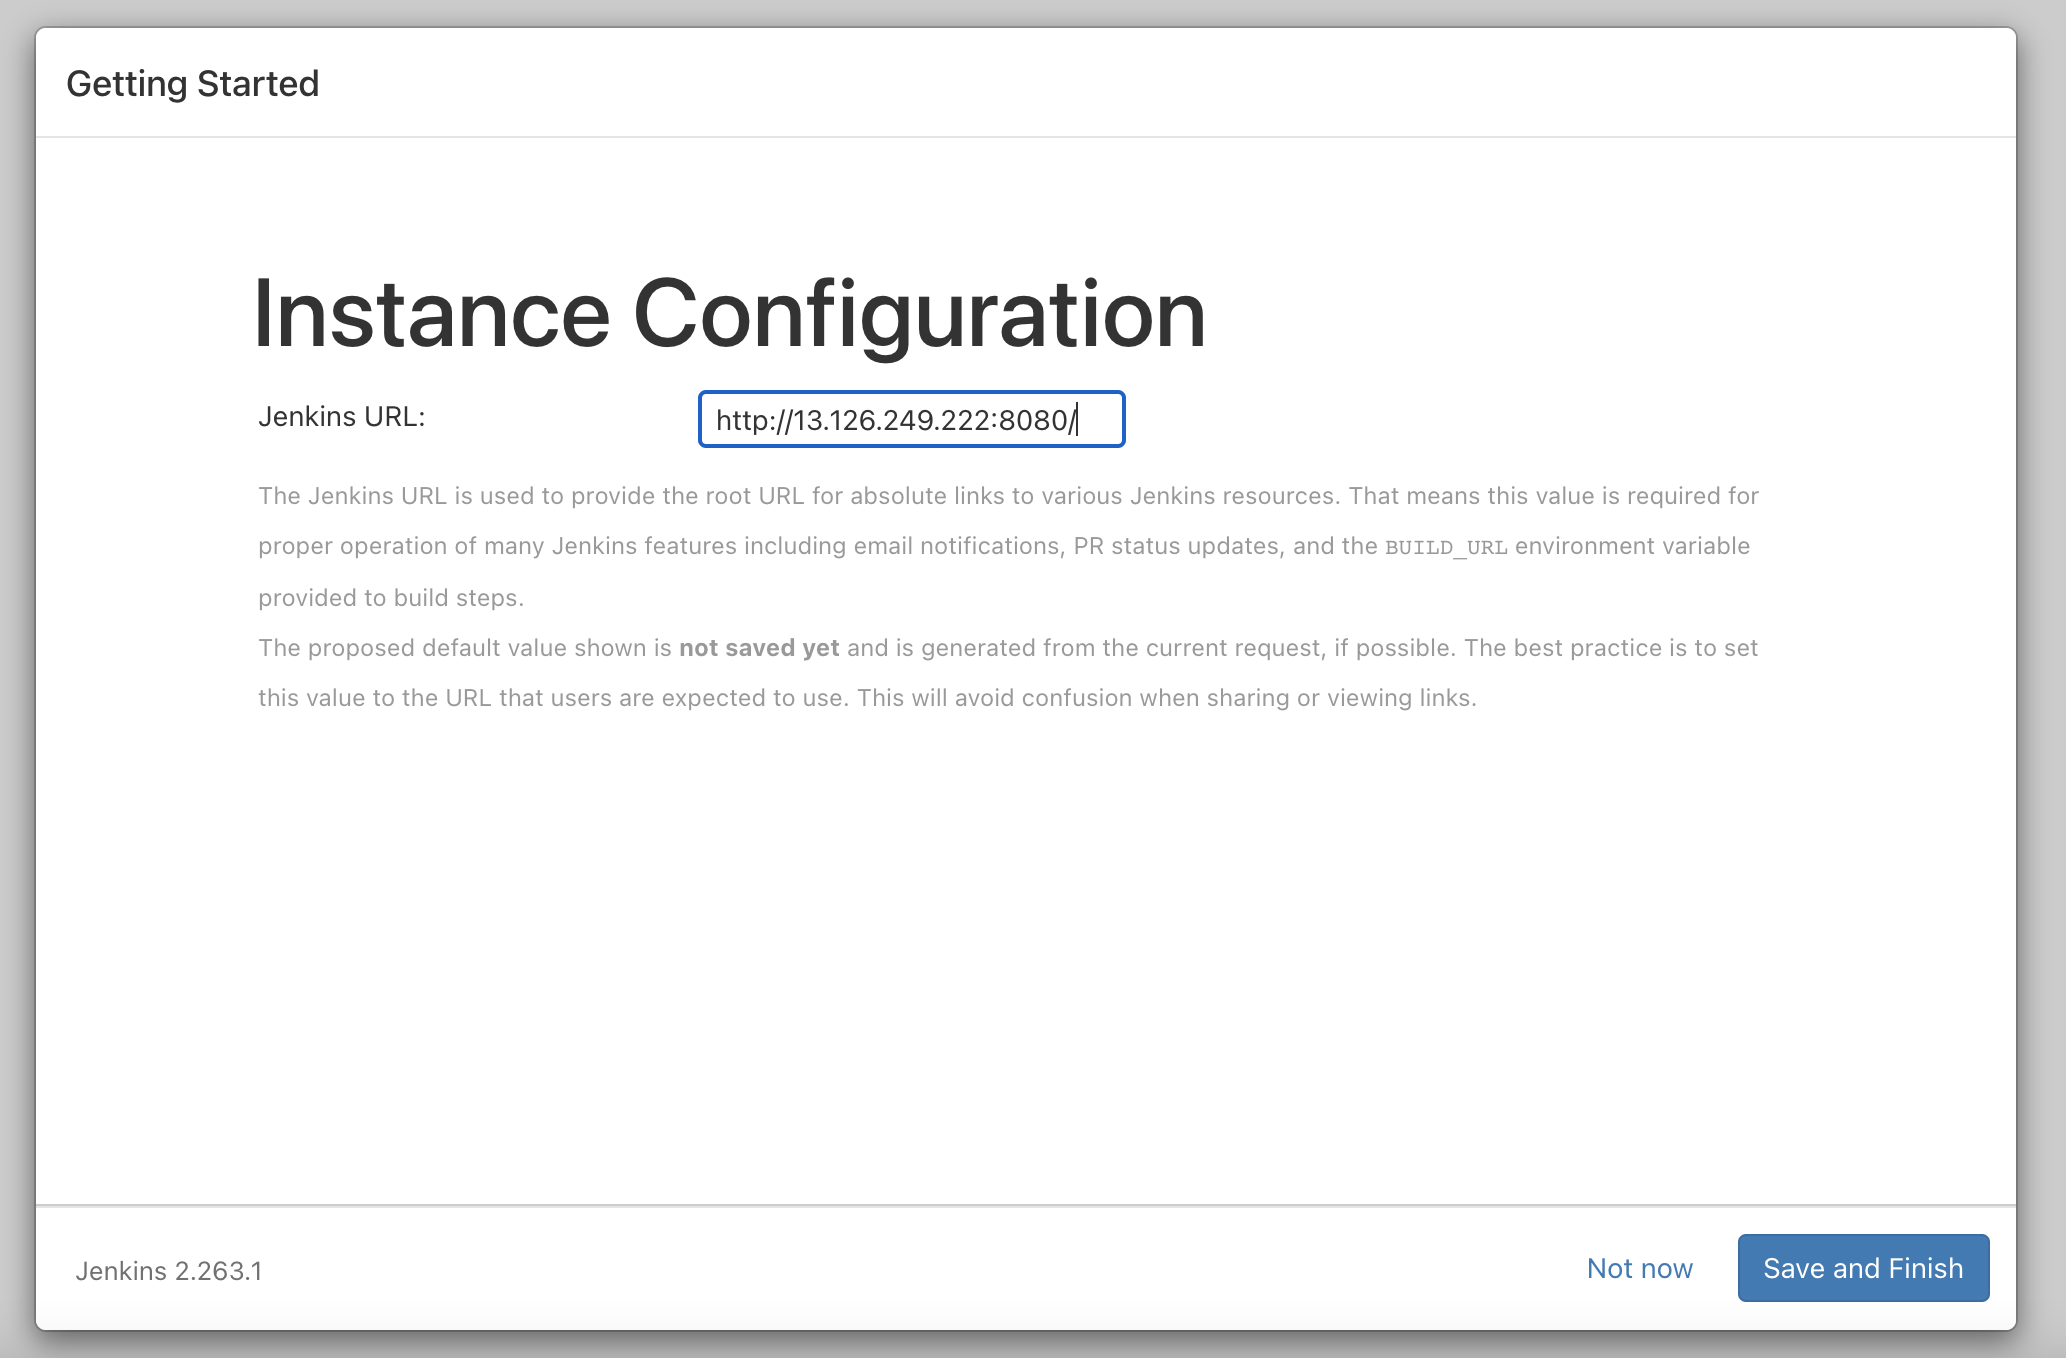 Getting Started
Instance Configuration
Jenkins URL: http://13.126.249.222:8080/
The Jenkins URL is used to provide the root URL for absolute links to various Jenkins resources. That means this value is required for
proper operation of many Jenkins features including email notifications, PR status updates, and the BUILD_URL environment variable
provided to build steps.
The proposed default value shown is not saved yet and is generated from the current request, if possible. The best practice is to set
this value to the URL that users are expected to use. This will avoid confusion when sharing or viewing links.
Jenkins 2.263.1 Not now Save and Finish